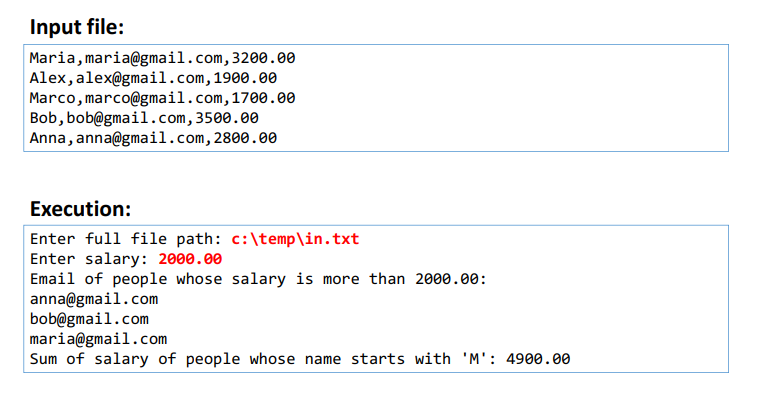 Input file:
Maria,maria@gmail.com,3200.00
Alex,alex@gmail.com,1900.00
Marco,marco@gmail.com,1700.00
Bob,bob@gmail.com,3500.00
Anna,anna@gmail.com,2800.00
Execution:
Enter full file path: c:\temp\in.txt
Enter salary: 2000.00
Email of people whose salary is more than 2000.00:
anna@gmail.com
bob@gmail.com
maria@gmail.com
Sum of salary of people whose name starts with 'M': 4900.00